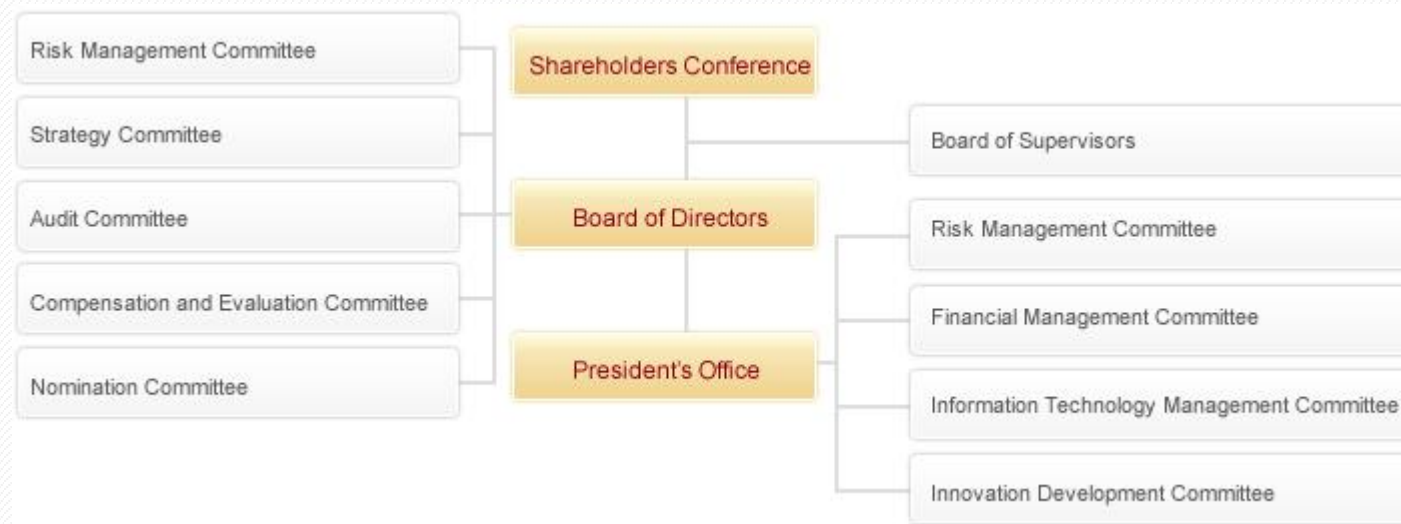 Risk Management Committee
Strategy Committee
Audit Committee
Compensation and Evaluation Committee
Nomination Committee
Shareholders Conference
Board of Directors
President's Office
Board of Supervisors
Risk Management Committee
Financial Management Committee
Information Technology Management Committee
Innovation Development Committee